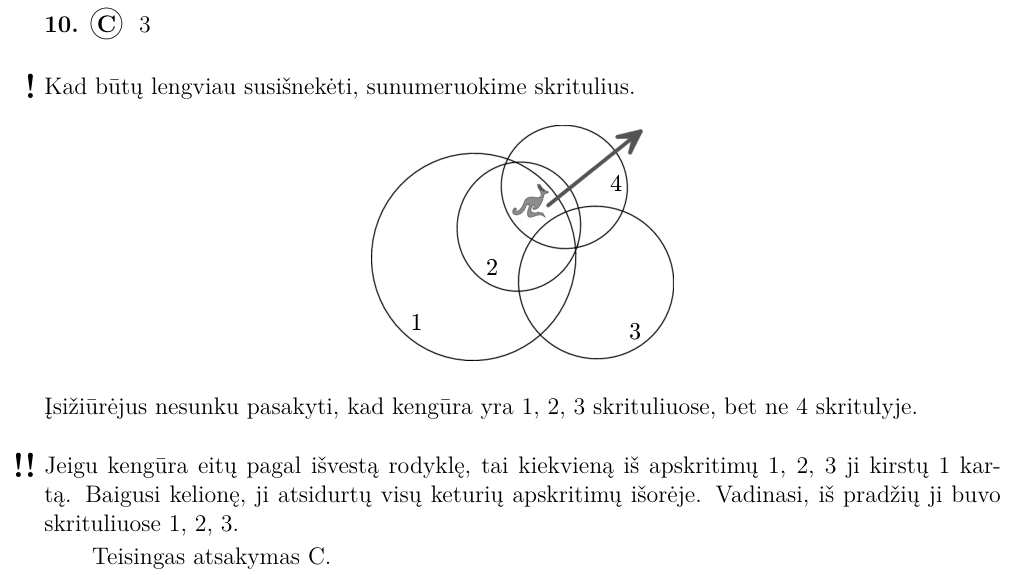 10. C 3
! Kad būtų lengviau susišnekėti, sunumeruokime skritulius.
4
2
1
3
Įsižiūrėjus nesunku pasakyti, kad kengūra yra 1, 2, 3 skrituliuose, bet ne 4 skritulyje.
!! Jeigu kengūra eitų pagal išvestą rodyklę, tai kiekvieną iš apskritimų 1, 2, 3 ji kirstų 1 kar-
tą. Baigusi kelionę, ji atsidurtų visų keturių apskritimų išorėje. Vadinasi, iš pradžių ji buvo
skrituliuose 1, 2, 3.
Teisingas atsakymas C.